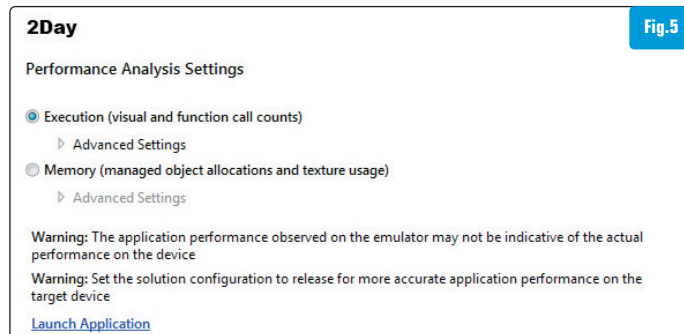 2Day
Fig.5
Performance Analysis Settings
Execution (visual and function call counts)
Advanced Settings
Memory (managed object allocations and texture usage)
Advanced Settings
Warning: The application performance observed on the emulator may not be indicative of the actual
performance on the device
Warning: Set the solution configuration to release for more accurate application performance on the
target device
Launch Application